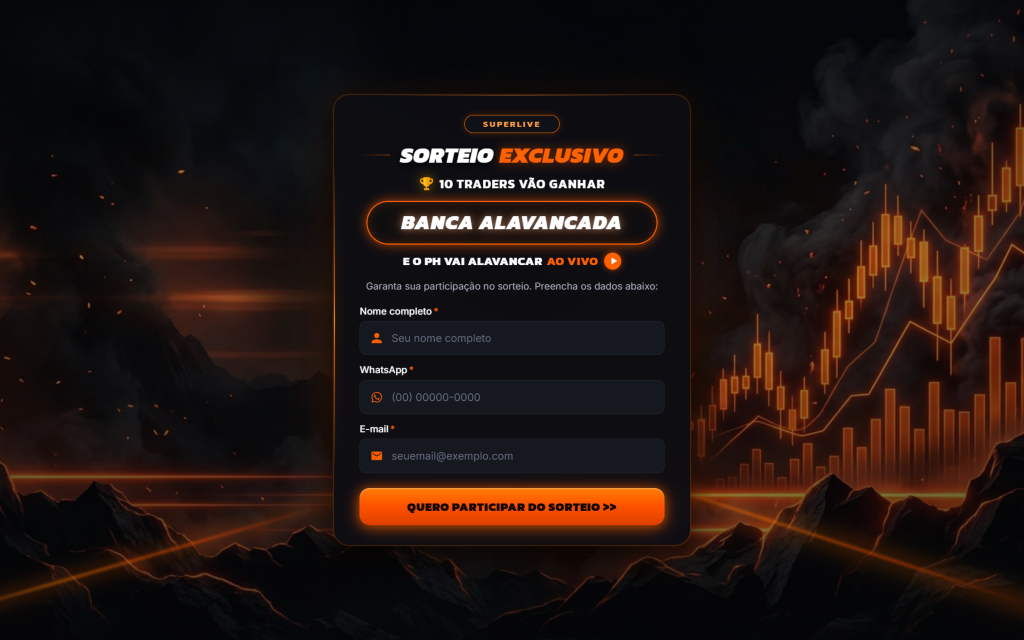 SUPERLIVE
SORTEIO EXCLUSIVO
10 TRADERS VÃO GANHAR
BANCA ALAVANCADA
E O PH VAI ALAVANCAR AO VIVO
Garanta sua participação no sorteio. Preencha os dados abaixo:
Nome completo *
Seu nome completo
WhatsApp *
(00) 00000-0000
E-mail *
seuemail@exemplo.com
QUERO PARTICIPAR DO SORTEIO >>